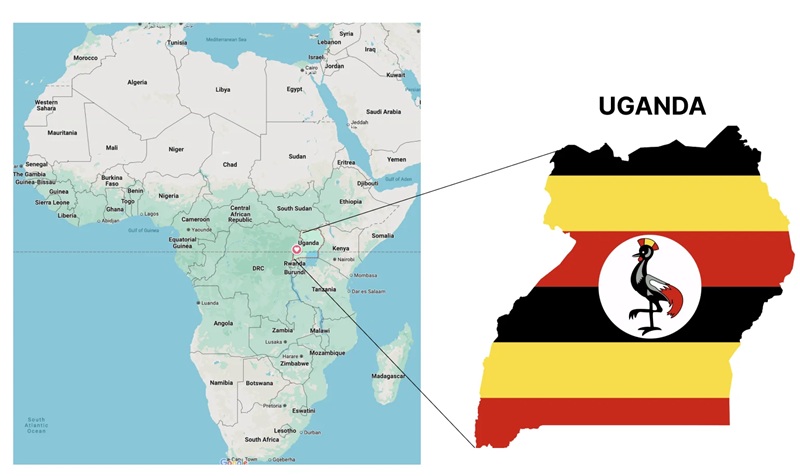 Syria
Lebanon
Iraq
Israel
Jordan
Kuwait
Tunisia
Mediterranean Sea
Morocco
Cairo
Algeria
Libya
Egypt
Western
Sahara
Saudi Arabia
Jeddah
Mauritania
Mali
Niger
Chad
Sudan
Eritrea
Yemen
Senegal
The Gambia
Guinea-Bissau
Burkina
Faso
Gulf of Aden
Djibouti
Guinea
Benin
Togo
Nigeria
Sierra Leone
Ghana
Liberia
Abidjan
Lagos
Central
African
Republic
South Sudan
Ethiopia
Cameroon
Yaounde
Gulf of Guinea
Equatorial
Guinea
Somalia
Uganda
Kenya
Nairobi
Rwanda
Burundi
DRC
Mombasa
Tanzania
Dar es Salaam
Luanda
Angola
Zambia
Malawi
Lusaka
Harare
Mozambique
Zimbabwe
Madagascar
Namibia
Botswana
Pretoria
Eswatini
South
Atlantic
Ocean
Lesotho
Durban
South Africa
Cape Town
Gqeberha
UGANDA